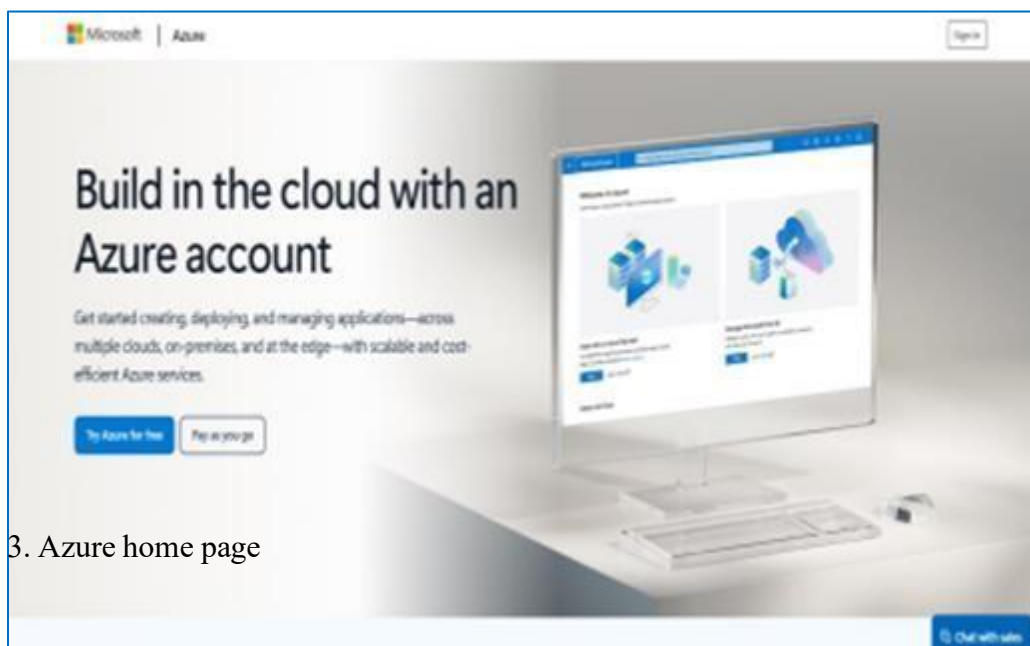 Microsoft | Azure
Sign in
Build in the cloud with an
Azure account
Get started creating, deploying, and managing applications—across
multiple clouds, on-premises, and at the edge—with scalable and cost-
efficient Azure services.
Try Azure for free
Pay as you go
3. Azure home page
Chat with sales